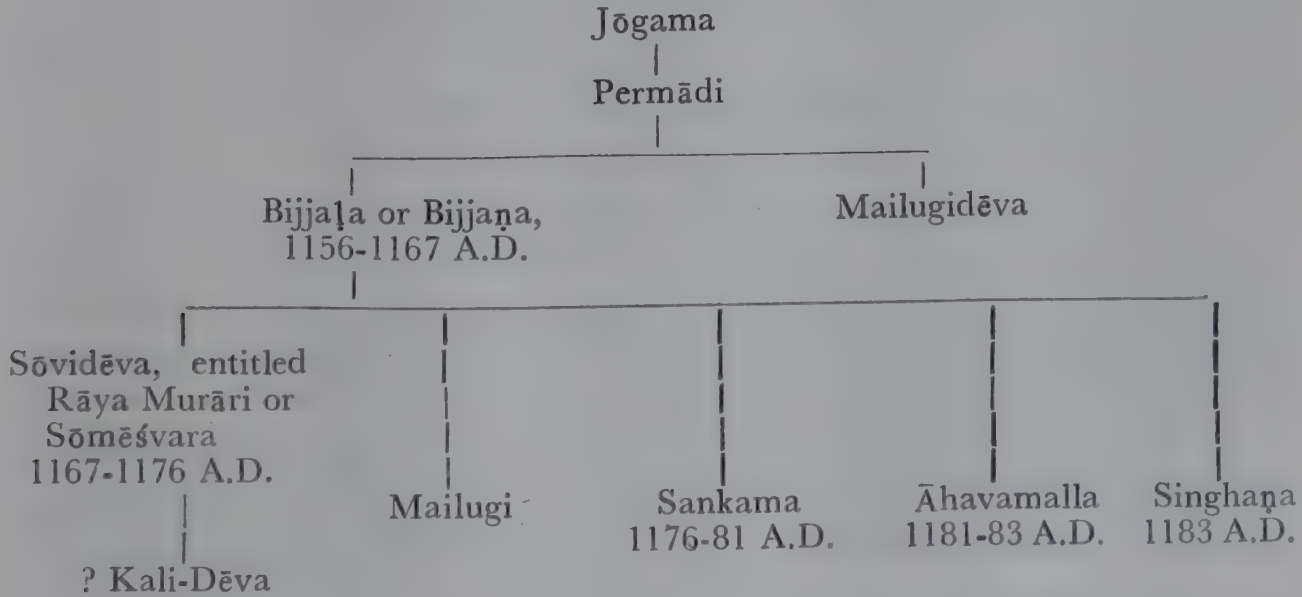 Jōgama
Permādi
Bijjaḷa or Bijjaṇa,
1156-1167 A.D.
Mailugidēva
Sōvidēva, entitled
Rāya Murāri or
Sōmēśvara
1167-1176 A.D.
Mailugi
Sankama
1176-81 A.D.
Āhavamalla
1181-83 A.D.
Singhaṇa
1183 A.D.
? Kali-Dēva